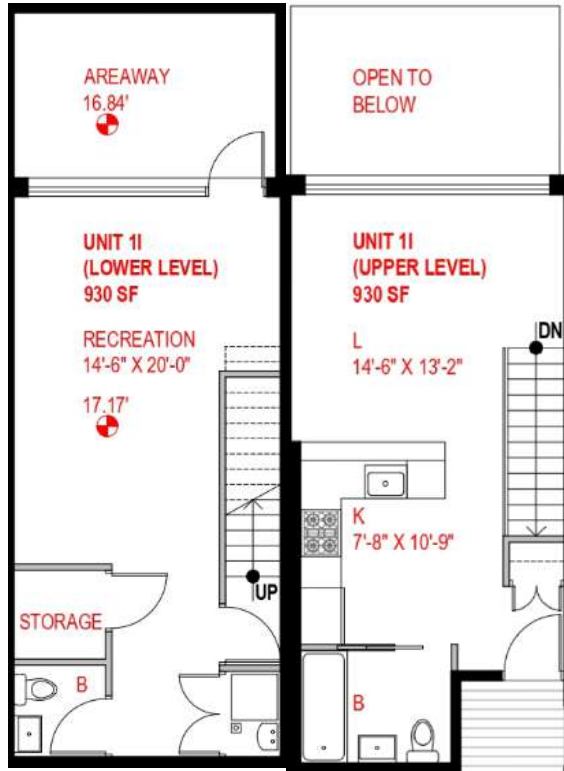 AREAWAY
16.84'
UNIT 1I
(LOWER LEVEL)
930 SF
RECREATION
14'-6" X 20'-0"
17.17'
UP
STORAGE
B
OPEN TO
BELOW
UNIT 1I
(UPPER LEVEL)
930 SF
DN
L
14'-6" X 13'-2"
K
7'-8" X 10'-9"
B